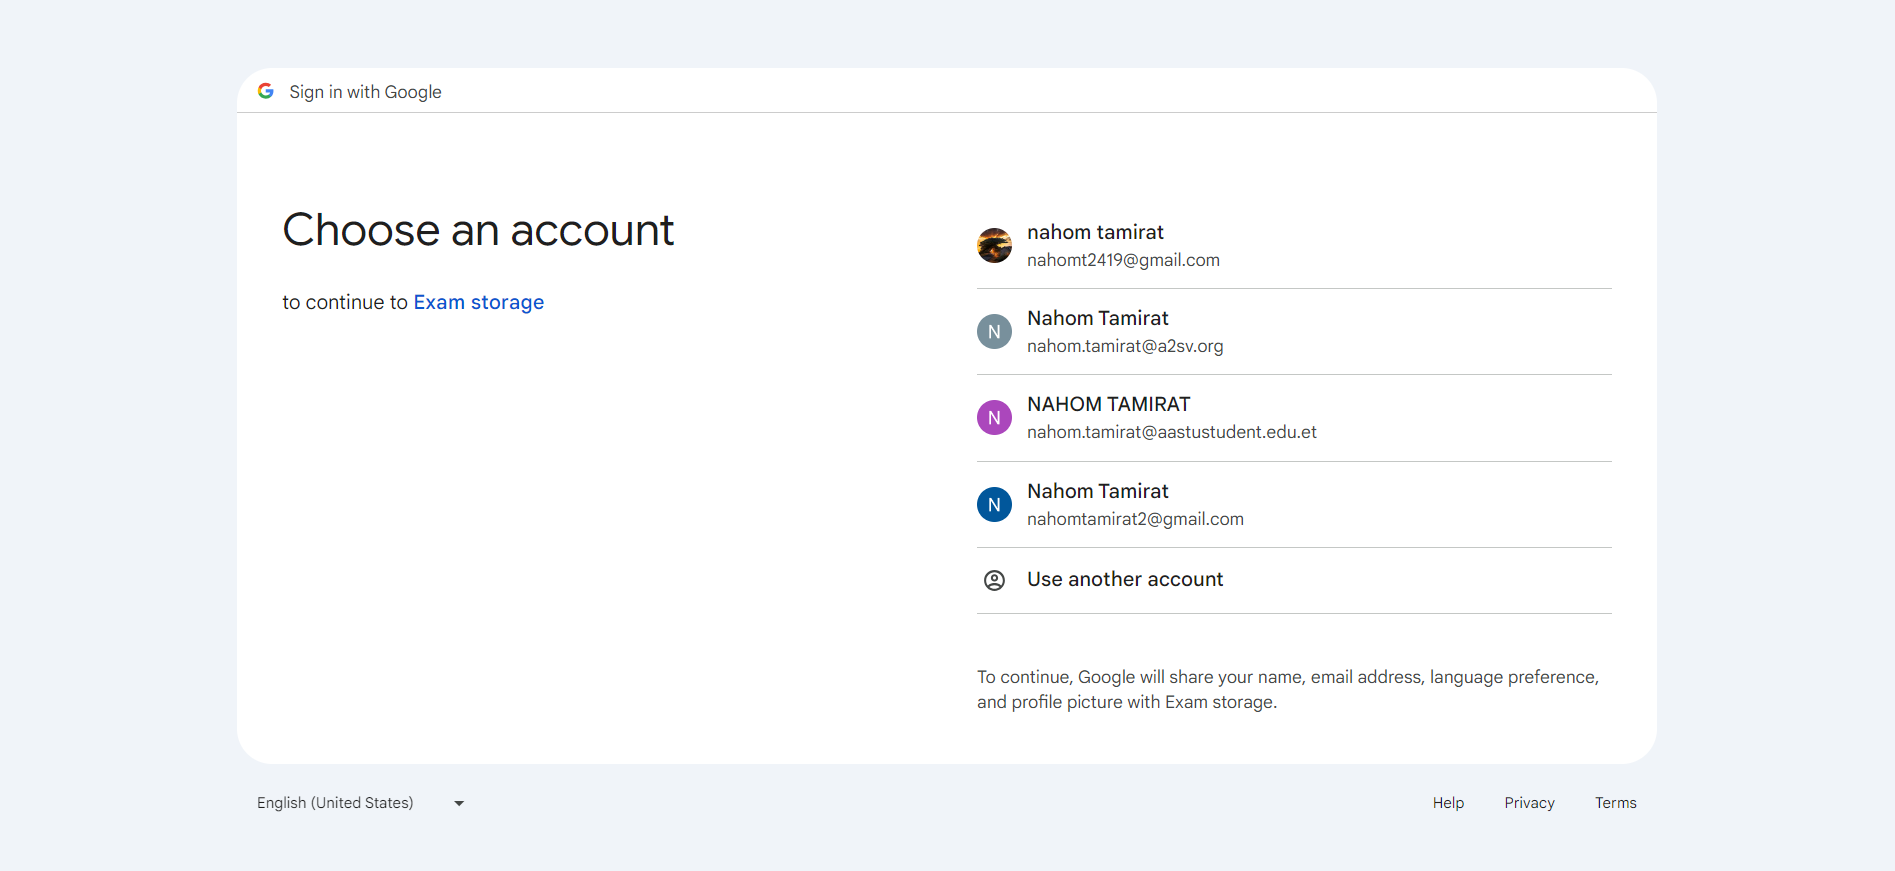 Sign in with Google
Choose an account
to continue to Exam storage
nahom tamirat
nahomt2419@gmail.com
N
Nahom Tamirat
nahom.tamirat@a2sv.org
N
NAHOM TAMIRAT
nahom.tamirat@aastustudent.edu.et
N
Nahom Tamirat
nahomtamirat2@gmail.com
Use another account
To continue, Google will share your name, email address, language preference,
and profile picture with Exam storage.
English (United States)
Help Privacy Terms